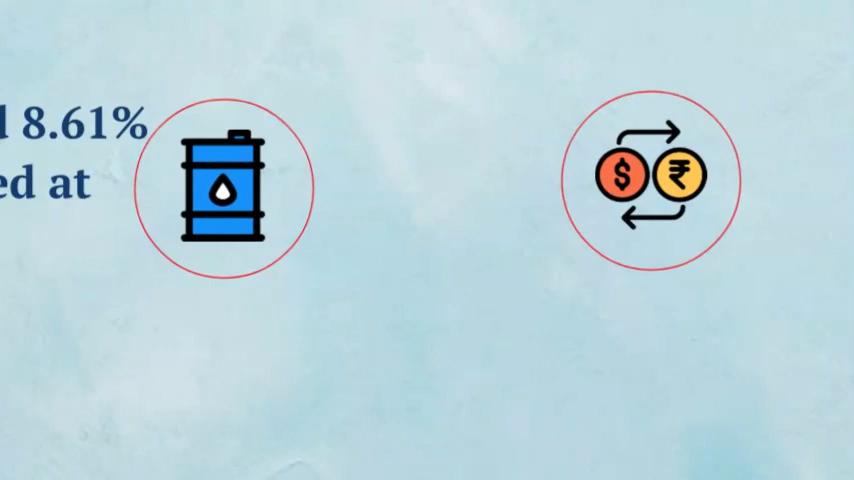 8.61%
ed at
$ ₹